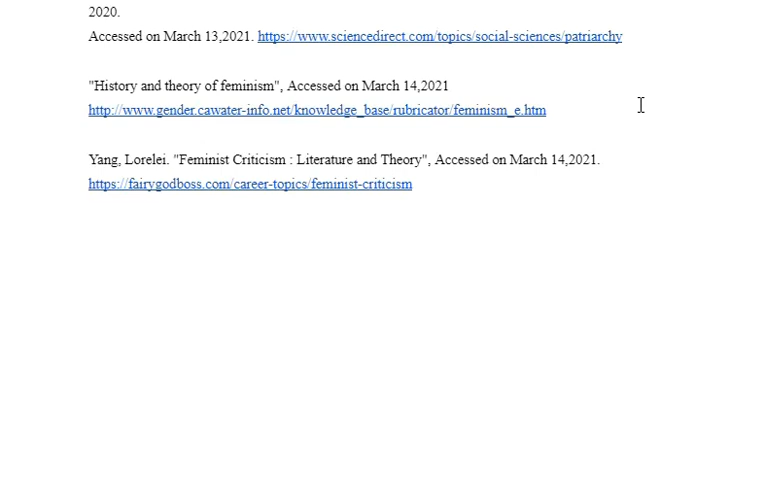 2020.
Accessed on March 13,2021. https://www.sciencedirect.com/topics/social-sciences/patriarchy
"History and theory of feminism", Accessed on March 14,2021
http://www.gender.cawater-info.net/knowledge_base/rubricator/feminism_e.htm
Yang, Lorelei. "Feminist Criticism : Literature and Theory", Accessed on March 14,2021.
https://fairygodboss.com/career-topics/feminist-criticism